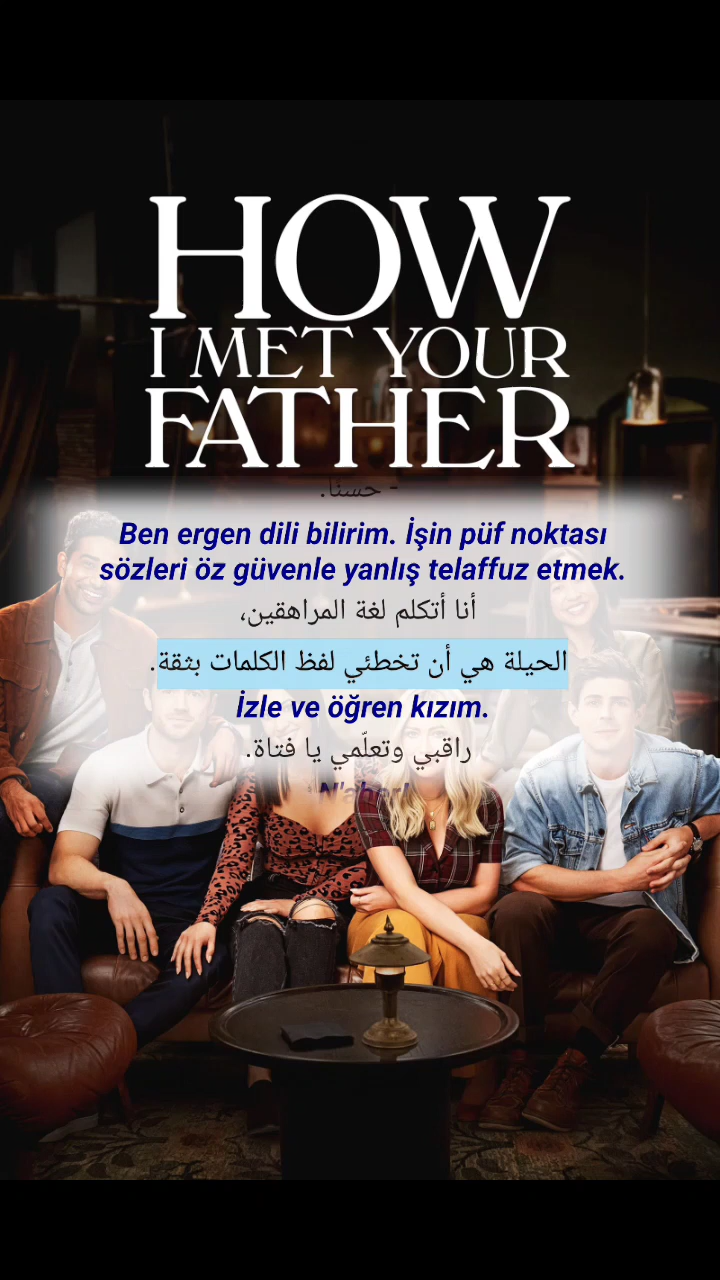 HOW
I MET YOUR
FATHER
- حسنًا.
Ben ergen dili bilirim. İşin püf noktası
sözleri öz güvenle yanlış telaffuz etmek.
أنا أتكلم لغة المراهقين،
الحيلة هي أن تخطئي لفظ الكلمات بثقة.
İzle ve öğren kızım.
راقبي وتعلّمي يا فتاة.